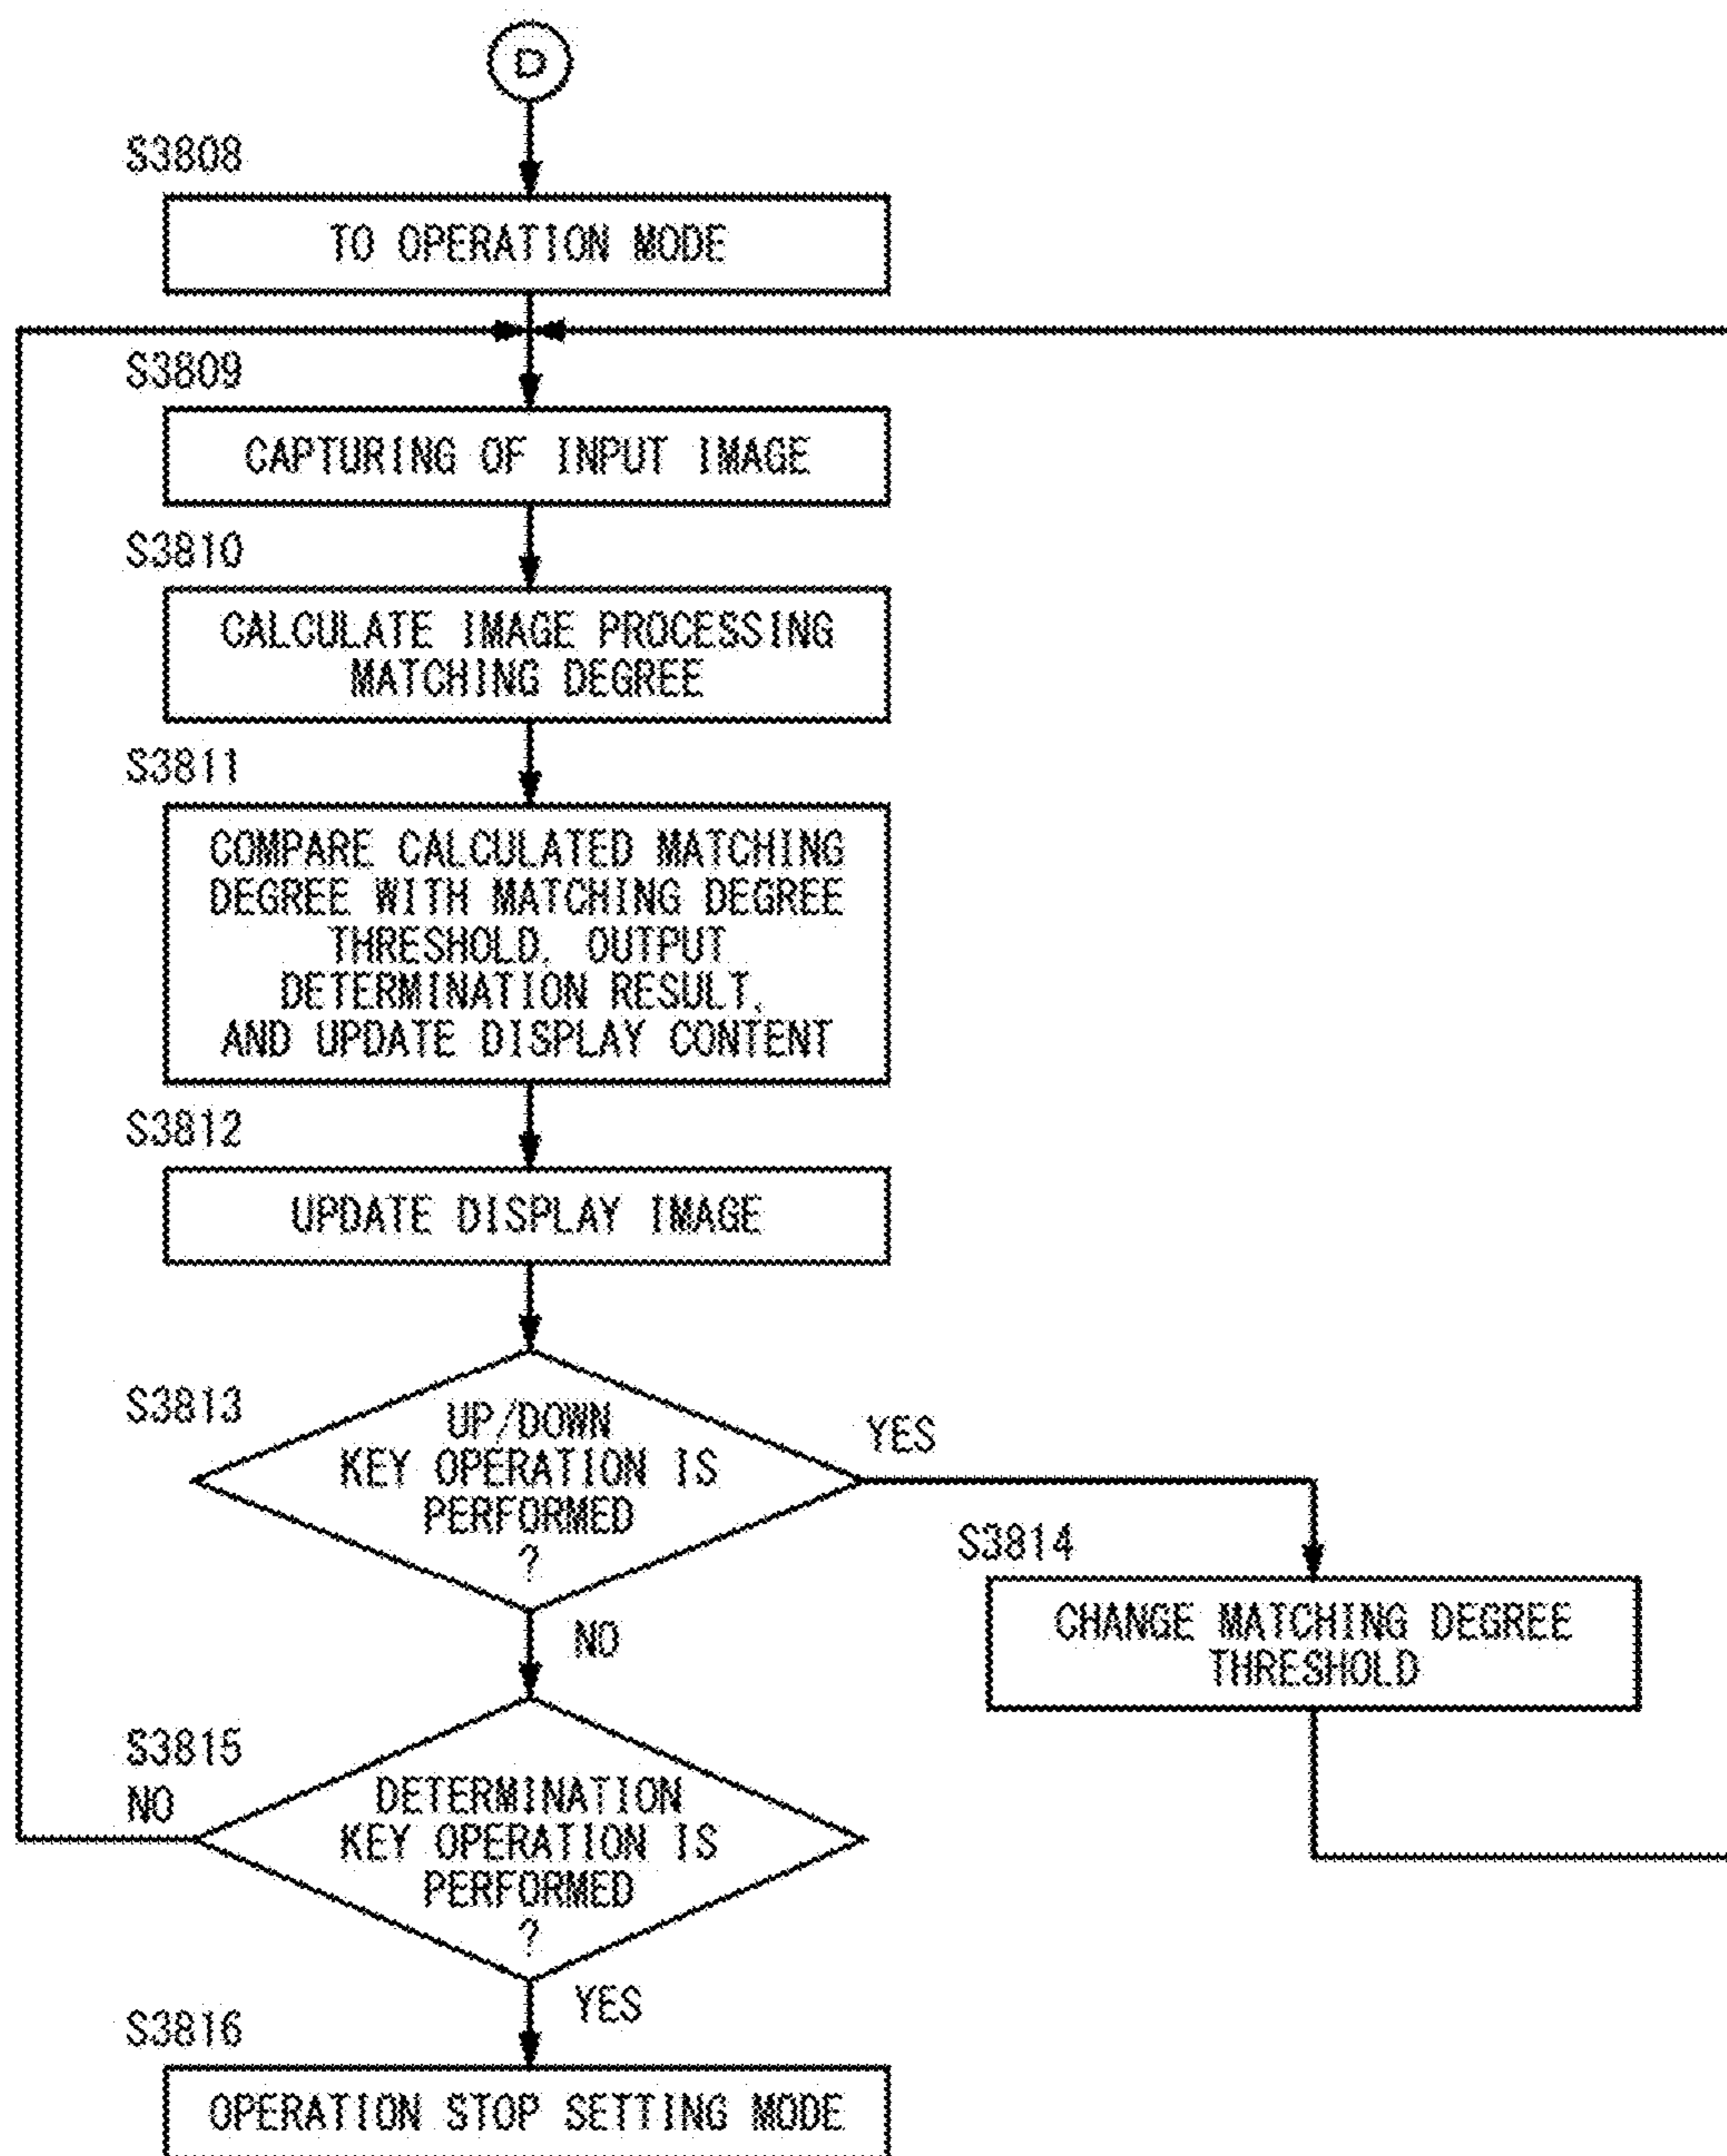 D
S3808
TO OPERATION MODE
S3809
CAPTURING OF INPUT IMAGE
S3810
CALCULATE IMAGE PROCESSING
MATCHING DEGREE
S3811
COMPARE CALCULATED MATCHING
DEGREE WITH MATCHING DEGREE
THRESHOLD, OUTPUT
DETERMINATION RESULT,
AND UPDATE DISPLAY CONTENT
S3812
UPDATE DISPLAY IMAGE
S3813
UP/DOWN
KEY OPERATION IS
PERFORMED
?
YES
S3814
CHANGE MATCHING DEGREE
THRESHOLD
NO
S3815
NO
DETERMINATION
KEY OPERATION IS
PERFORMED
?
YES
S3816
OPERATION STOP SETTING MODE